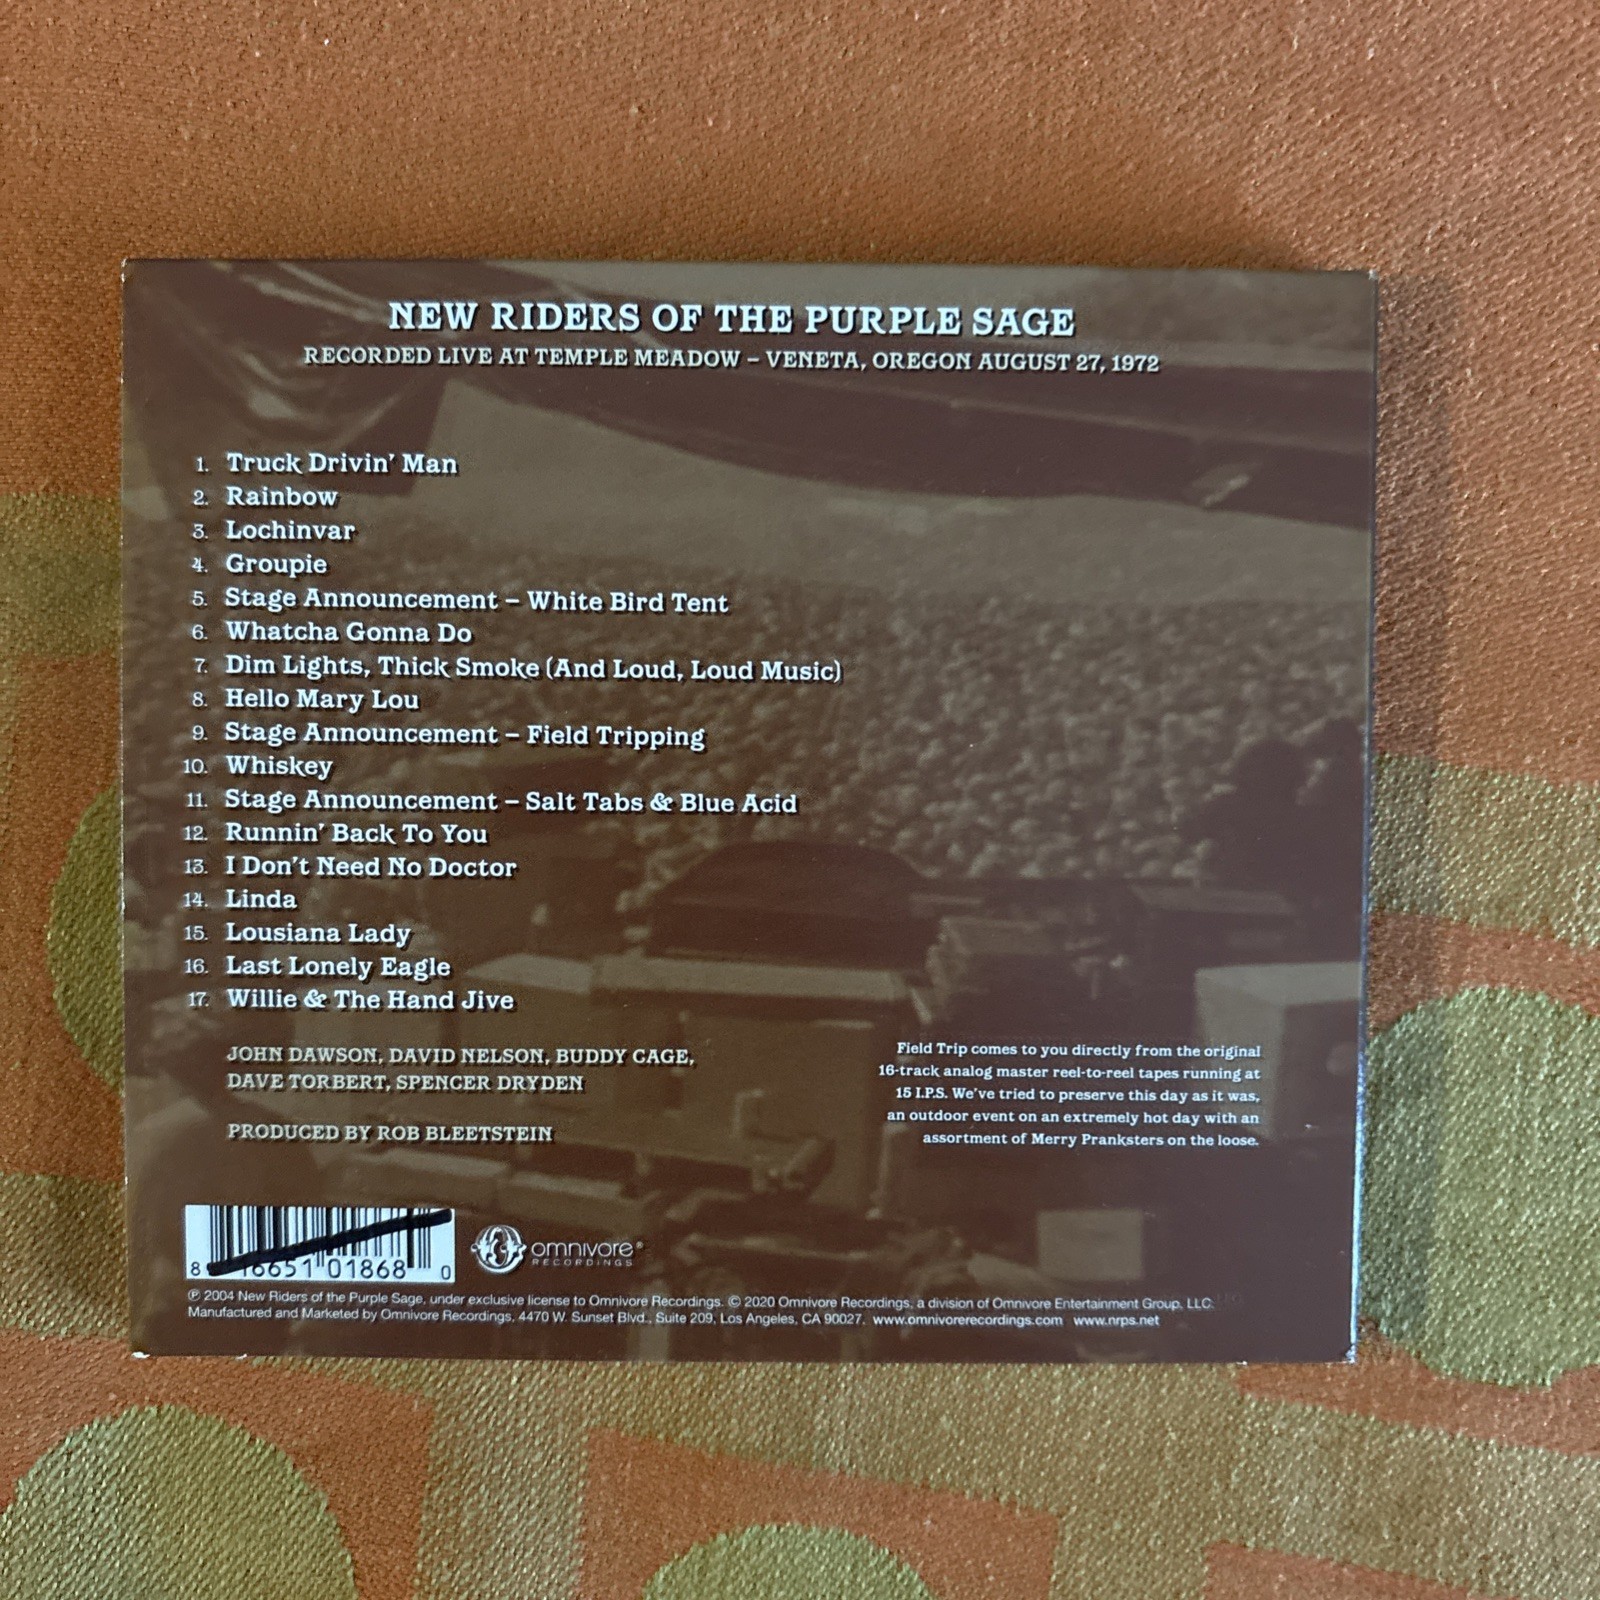 NEW RIDERS OF THE PURPLE SAGE
RECORDED LIVE AT TEMPLE MEADOW – VENETA, OREGON AUGUST 27, 1972
1. Truck Drivin' Man
2. Rainbow
3. Lochinvar
4. Groupie
5. Stage Announcement – White Bird Tent
6. Whatcha Gonna Do
7. Dim Lights, Thick Smoke (And Loud, Loud Music)
8. Hello Mary Lou
9. Stage Announcement – Field Tripping
10. Whiskey
11. Stage Announcement – Salt Tabs & Blue Acid
12. Runnin' Back To You
13. I Don't Need No Doctor
14. Linda
15. Lousiana Lady
16. Last Lonely Eagle
17. Willie & The Hand Jive
JOHN DAWSON, DAVID NELSON, BUDDY CAGE,
DAVE TORBERT, SPENCER DRYDEN
PRODUCED BY ROB BLEETSTEIN
Field Trip comes to you directly from the original
16-track analog master reel-to-reel tapes running at
15 I.P.S. We've tried to preserve this day as it was,
an outdoor event on an extremely hot day with an
assortment of Merry Pranksters on the loose.
8 01868 0
omnivore®
RECORDINGS
℗ 2004 New Riders of the Purple Sage, under exclusive license to Omnivore Recordings. © 2020 Omnivore Recordings, a division of Omnivore Entertainment Group, LLC.
Manufactured and Marketed by Omnivore Recordings, 4470 W. Sunset Blvd., Suite 209, Los Angeles, CA 90027. www.omnivorerecordings.com www.nrps.net